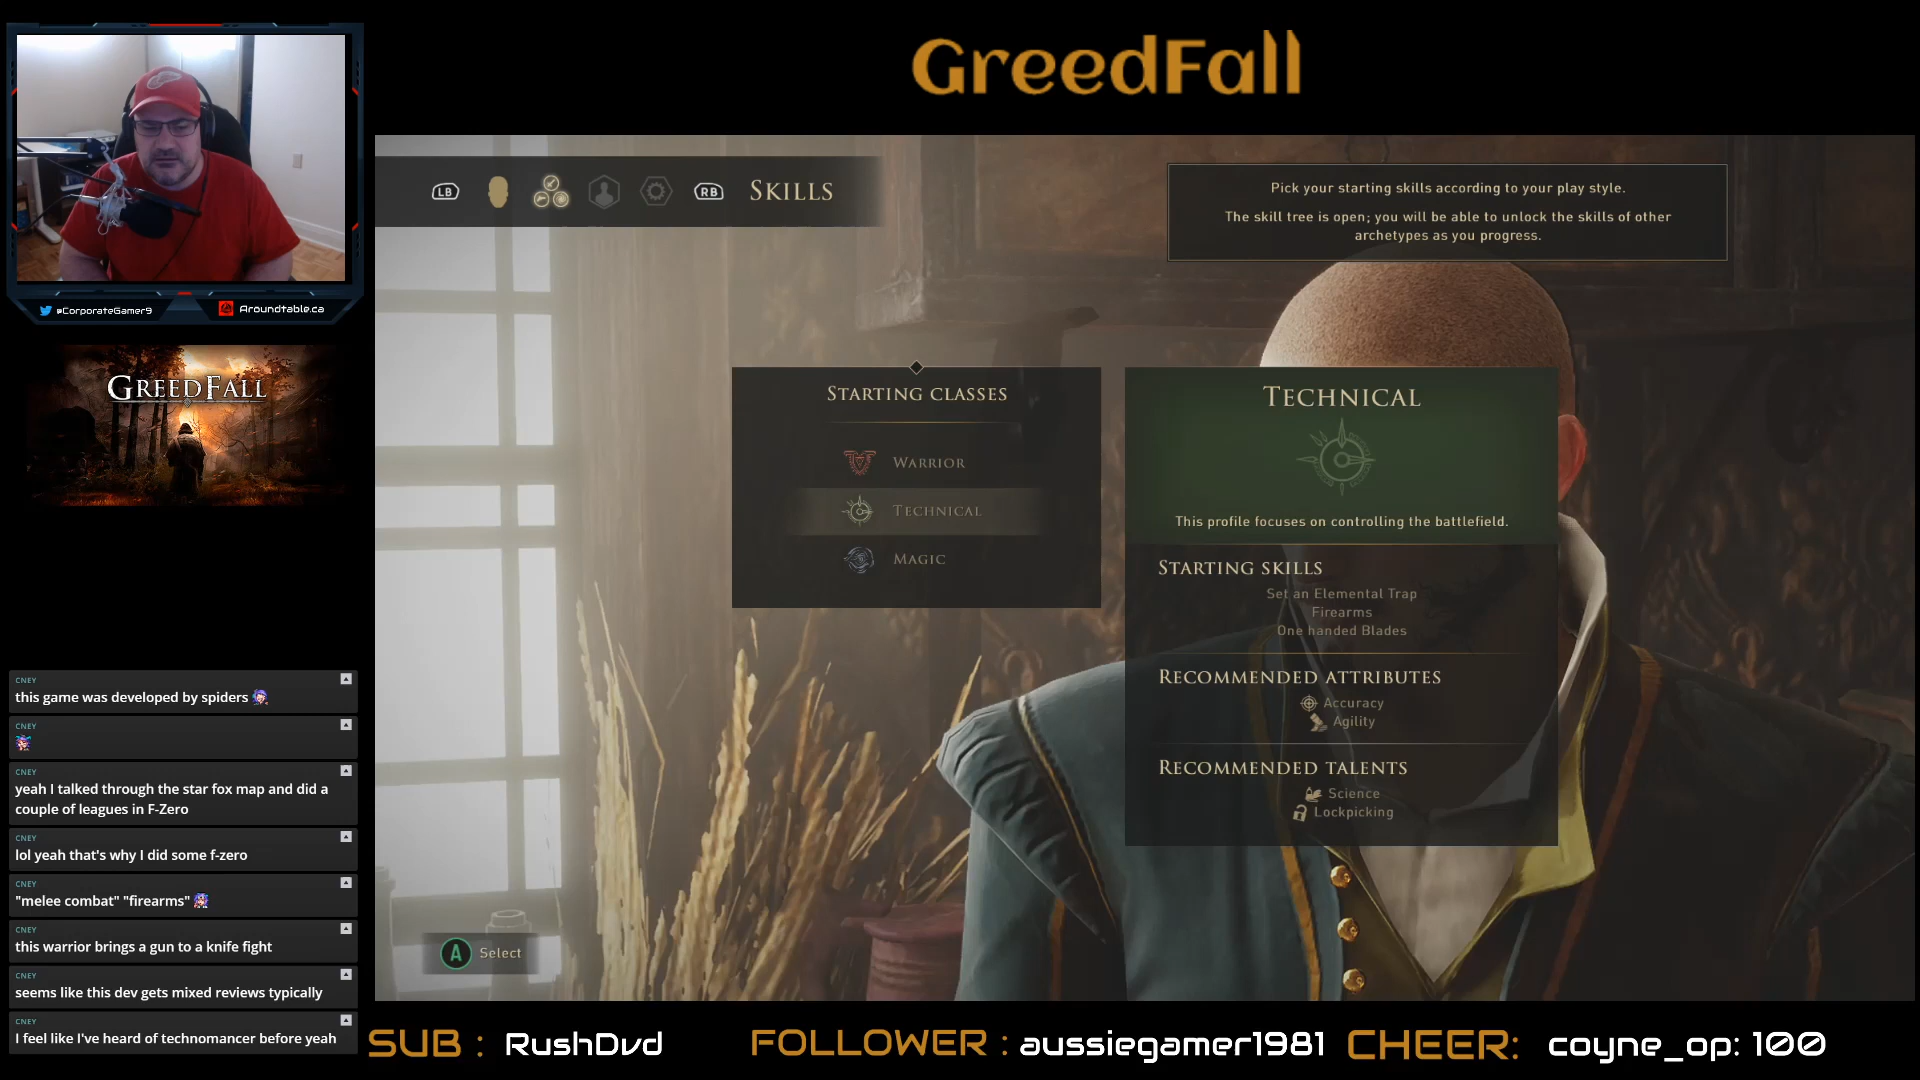 GreedFall
@CorporateGamer9
Aroundtable.ca
GREEDFALL
LB
RB
SKILLS
Pick your starting skills according to your play style.
The skill tree is open; you will be able to unlock the skills of other
archetypes as you progress.
STARTING CLASSES
WARRIOR
TECHNICAL
MAGIC
TECHNICAL
This profile focuses on controlling the battlefield.
STARTING SKILLS
Set an Elemental Trap
Firearms
One handed Blades
RECOMMENDED ATTRIBUTES
Accuracy
Agility
RECOMMENDED TALENTS
Science
Lockpicking
A Select
CNEY
this game was developed by spiders
CNEY
CNEY
yeah I talked through the star fox map and did a
couple of leagues in F-Zero
CNEY
lol yeah that's why I did some f-zero
CNEY
"melee combat" "firearms"
CNEY
this warrior brings a gun to a knife fight
CNEY
seems like this dev gets mixed reviews typically
CNEY
I feel like I've heard of technomancer before yeah
SUB : RushDvd
FOLLOWER : aussiegamer1981
CHEER: coyne_op: 100